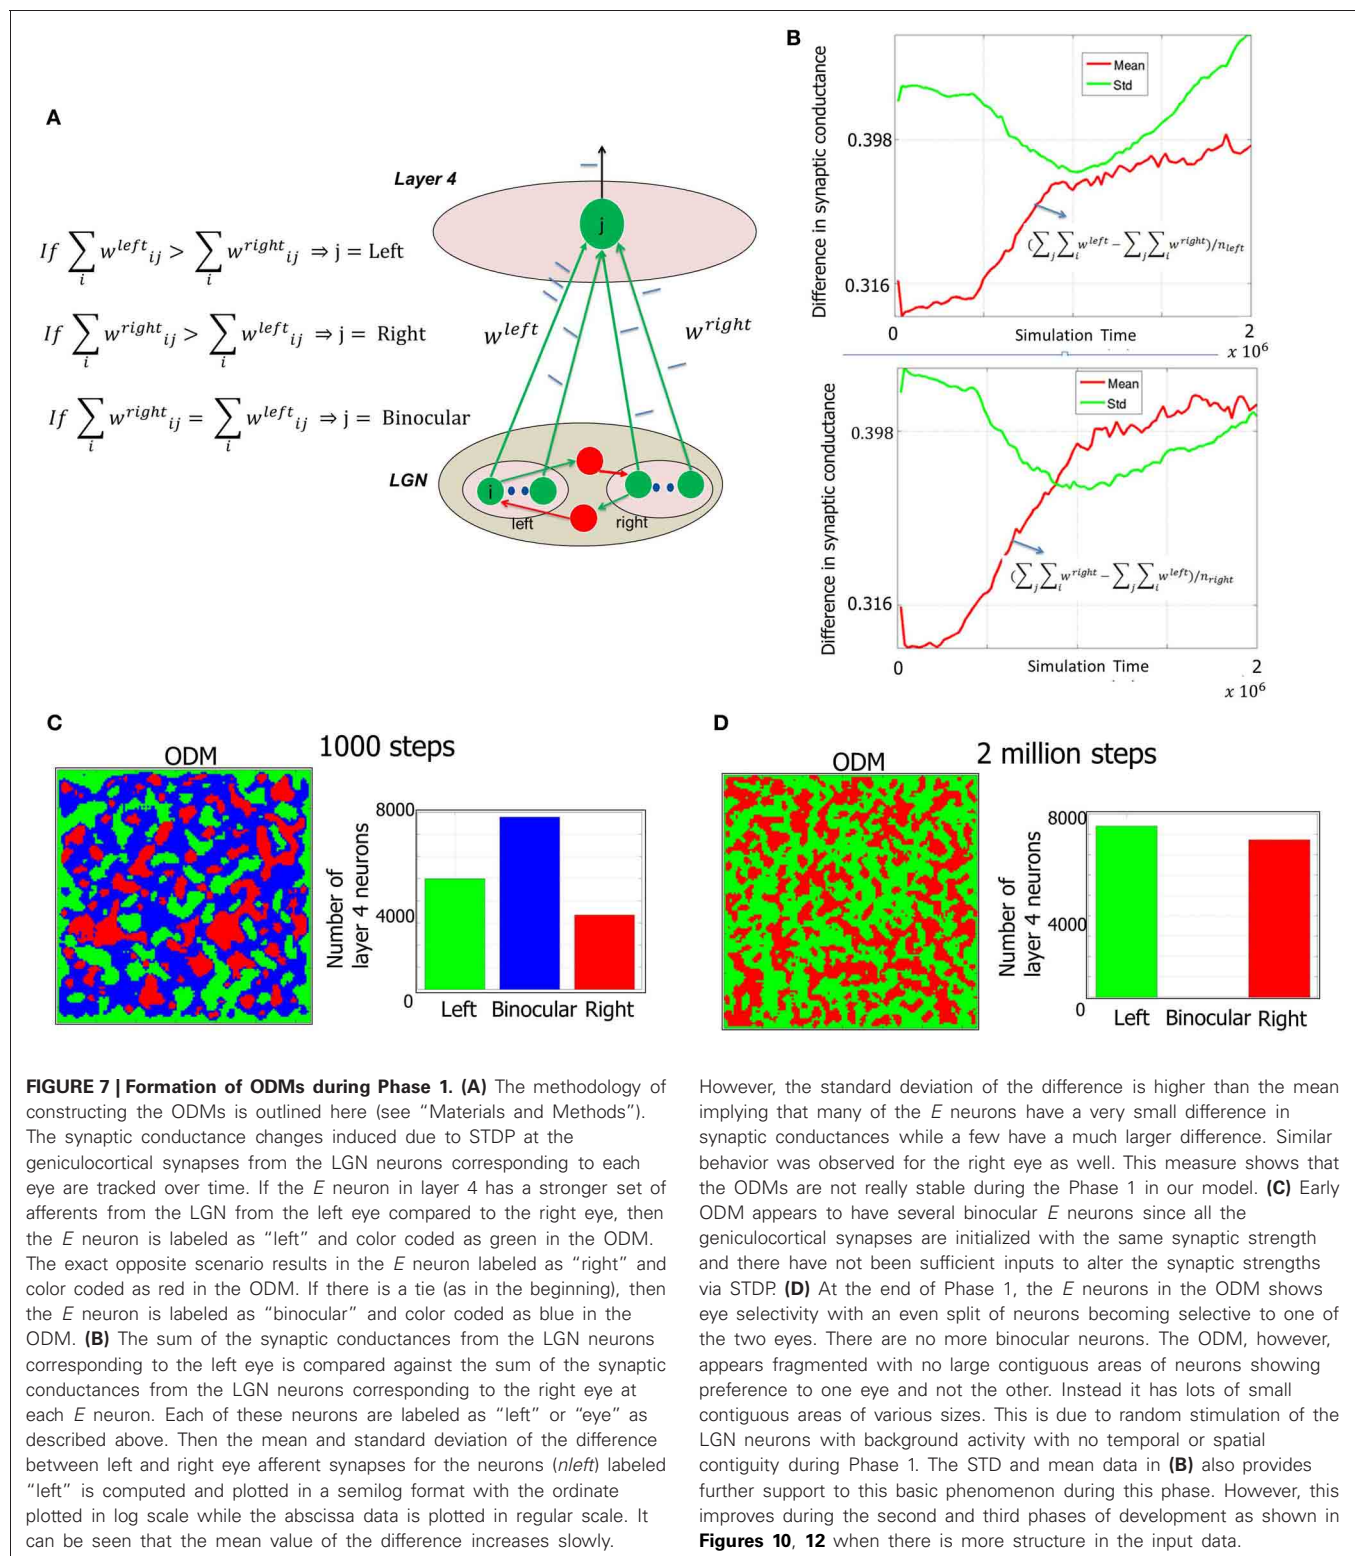 A
Layer 4
j
If ∑ᵢ w^left_ij > ∑ᵢ w^right_ij ⇒ j = Left
If ∑ᵢ w^right_ij > ∑ᵢ w^left_ij ⇒ j = Right
If ∑ᵢ w^right_ij = ∑ᵢ w^left_ij ⇒ j = Binocular
w^left
w^right
LGN
i
left
right
B
Difference in synaptic conductance
0.398
0.316
Mean
Std
(∑_j ∑_i w^left − ∑_j ∑_i w^right)/n_left
0
Simulation Time
2
x 10^6
Difference in synaptic conductance
0.398
0.316
Mean
Std
(∑_j ∑_i w^right − ∑_j ∑_i w^left)/n_right
0
Simulation Time
2
x 10^6
C
ODM
1000 steps
Number of
layer 4 neurons
8000
4000
0
Left Binocular Right
D
ODM
2 million steps
Number of
layer 4 neurons
8000
4000
0
Left Binocular Right
FIGURE 7 | Formation of ODMs during Phase 1. (A) The methodology of
constructing the ODMs is outlined here (see “Materials and Methods”).
The synaptic conductance changes induced due to STDP at the
geniculocortical synapses from the LGN neurons corresponding to each
eye are tracked over time. If the E neuron in layer 4 has a stronger set of
afferents from the LGN from the left eye compared to the right eye, then
the E neuron is labeled as “left” and color coded as green in the ODM.
The exact opposite scenario results in the E neuron labeled as “right” and
color coded as red in the ODM. If there is a tie (as in the beginning), then
the E neuron is labeled as “binocular” and color coded as blue in the
ODM. (B) The sum of the synaptic conductances from the LGN neurons
corresponding to the left eye is compared against the sum of the synaptic
conductances from the LGN neurons corresponding to the right eye at
each E neuron. Each of these neurons are labeled as “left” or “eye” as
described above. Then the mean and standard deviation of the difference
between left and right eye afferent synapses for the neurons (nleft) labeled
“left” is computed and plotted in a semilog format with the ordinate
plotted in log scale while the abscissa data is plotted in regular scale. It
can be seen that the mean value of the difference increases slowly.
However, the standard deviation of the difference is higher than the mean
implying that many of the E neurons have a very small difference in
synaptic conductances while a few have a much larger difference. Similar
behavior was observed for the right eye as well. This measure shows that
the ODMs are not really stable during the Phase 1 in our model. (C) Early
ODM appears to have several binocular E neurons since all the
geniculocortical synapses are initialized with the same synaptic strength
and there have not been sufficient inputs to alter the synaptic strengths
via STDP. (D) At the end of Phase 1, the E neurons in the ODM shows
eye selectivity with an even split of neurons becoming selective to one of
the two eyes. There are no more binocular neurons. The ODM, however,
appears fragmented with no large contiguous areas of neurons showing
preference to one eye and not the other. Instead it has lots of small
contiguous areas of various sizes. This is due to random stimulation of the
LGN neurons with background activity with no temporal or spatial
contiguity during Phase 1. The STD and mean data in (B) also provides
further support to this basic phenomenon during this phase. However, this
improves during the second and third phases of development as shown in
Figures 10, 12 when there is more structure in the input data.